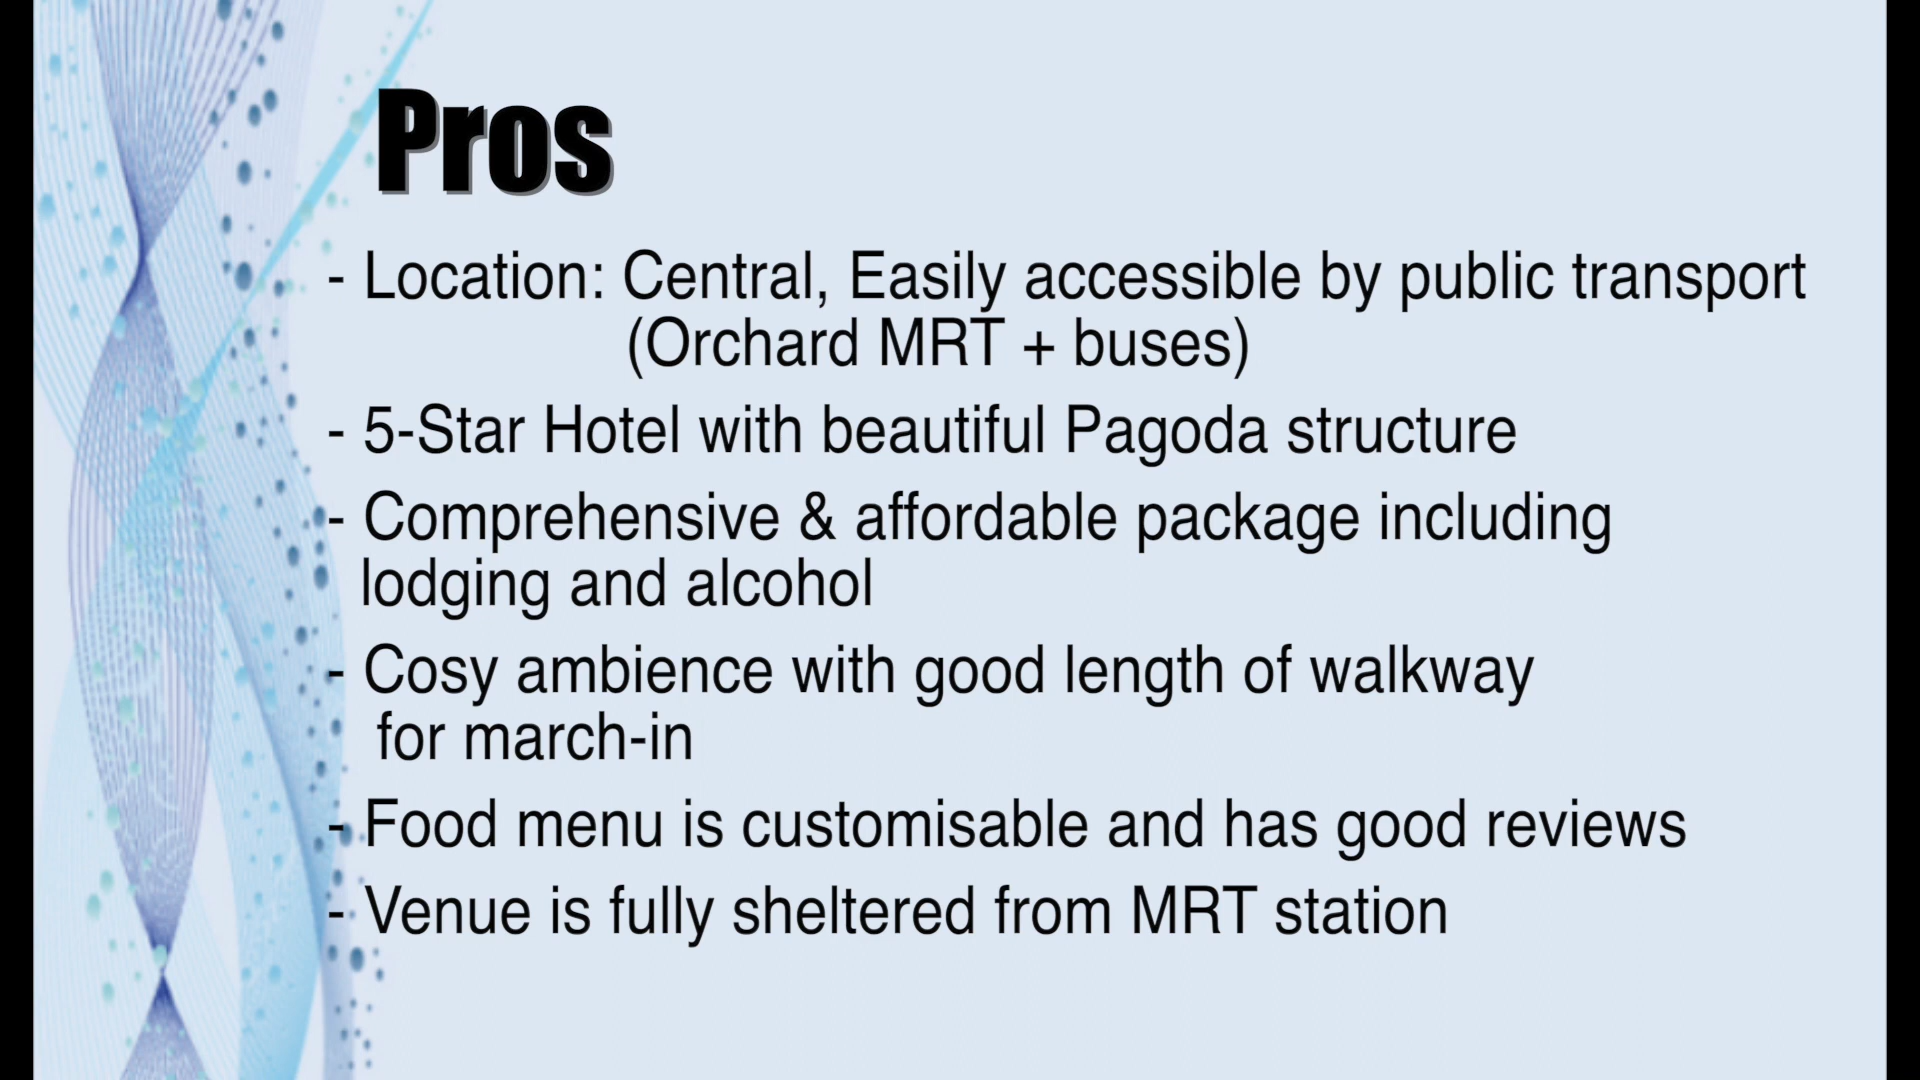 Pros
- Location: Central, Easily accessible by public transport
(Orchard MRT + buses)
- 5-Star Hotel with beautiful Pagoda structure
- Comprehensive & affordable package including
lodging and alcohol
- Cosy ambience with good length of walkway
for march-in
- Food menu is customisable and has good reviews
- Venue is fully sheltered from MRT station